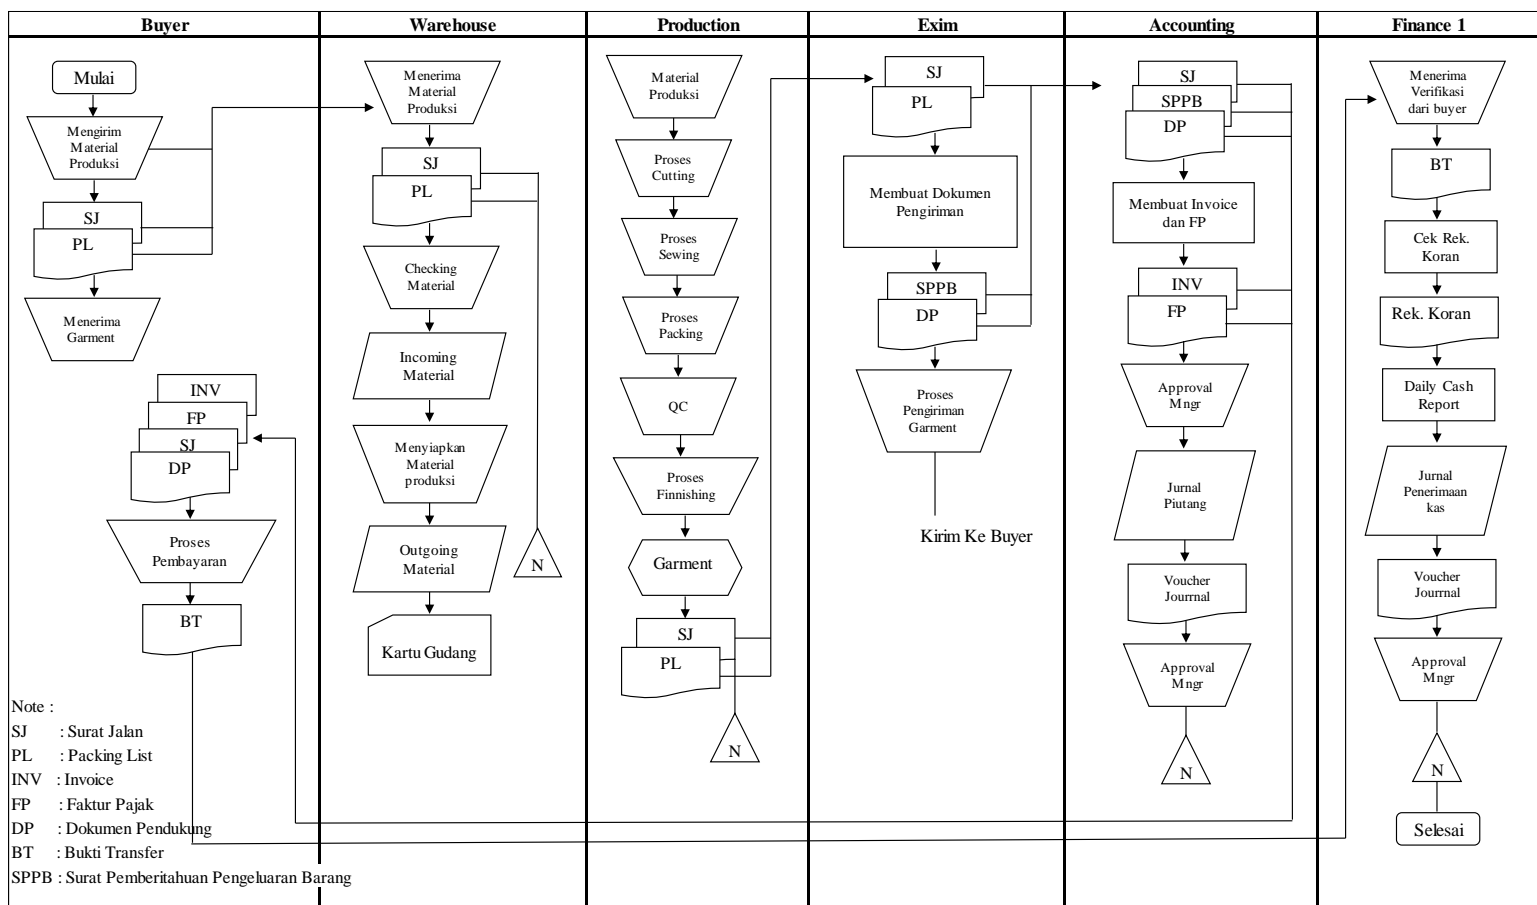 Buyer
Warehouse
Production
Exim
Accounting
Finance 1
Mulai
Mengirim
Material
Produksi
SJ
PL
Menerima
Garment
INV
FP
SJ
DP
Proses
Pembayaran
BT
Note :
SJ : Surat Jalan
PL : Packing List
INV : Invoice
FP : Faktur Pajak
DP : Dokumen Pendukung
BT : Bukti Transfer
SPPB : Surat Pemberitahuan Pengeluaran Barang
Menerima
Material
Produksi
SJ
PL
Checking
Material
Incoming
Material
Menyiapkan
Material
produksi
Outgoing
Material
N
Kartu Gudang
Material
Produksi
Proses
Cutting
Proses
Sewing
Proses
Packing
QC
Proses
Finnishing
Garment
SJ
PL
N
SJ
PL
Membuat Dokumen
Pengiriman
SPPB
DP
Proses
Pengiriman
Garment
Kirim Ke Buyer
SJ
SPPB
DP
Membuat Invoice
dan FP
INV
FP
Approval
Mngr
Jurnal
Piutang
Voucher
Jourrnal
Approval
Mngr
N
Menerima
Verifikasi
dari buyer
BT
Cek Rek.
Koran
Rek. Koran
Daily Cash
Report
Jurnal
Penerimaan
kas
Voucher
Jourrnal
Approval
Mngr
N
Selesai